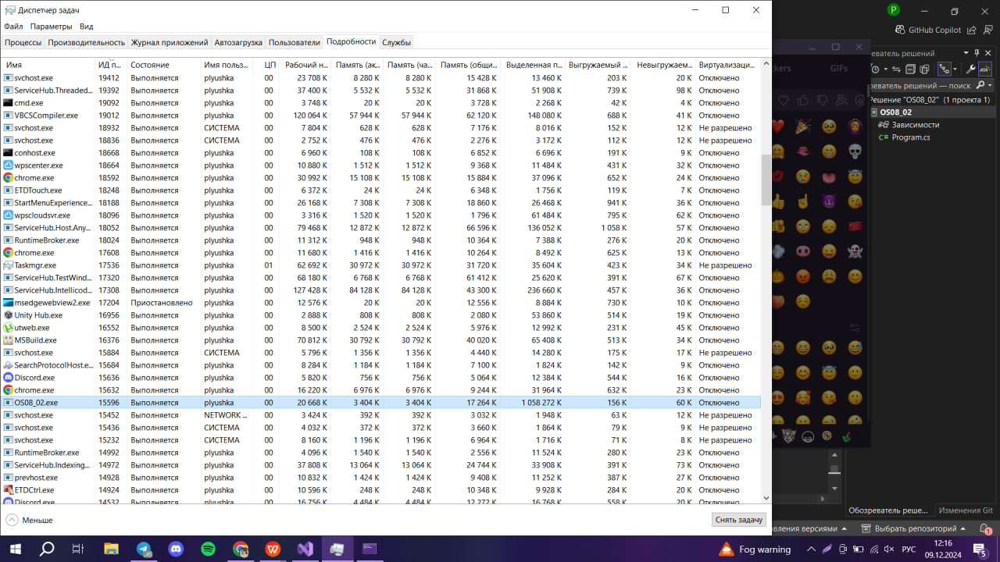 Диспетчер задач
Файл Параметры Вид
Процессы Производительность Журнал приложений Автозагрузка Пользователи Подробности Службы
Имя ИД п... Состояние Имя польз... ЦП Рабочий н... Память (ак... Память (ча... Память (общи... Выделенная п... Выгружаемый ... Невыгружаем... Виртуализаци...
svchost.exe 19412 Выполняется plyushka 00 23 708 K 8 280 K 8 280 K 15 428 K 13 460 K 203 K 20 K Отключено
ServiceHub.Threaded... 19392 Выполняется plyushka 00 37 400 K 5 532 K 5 532 K 31 868 K 51 908 K 739 K 98 K Отключено
cmd.exe 19092 Выполняется plyushka 00 3 748 K 20 K 20 K 3 728 K 2 268 K 42 K 4 K Отключено
VBCSCompiler.exe 19012 Выполняется plyushka 00 120 064 K 57 944 K 57 944 K 62 120 K 148 080 K 688 K 41 K Отключено
svchost.exe 18932 Выполняется СИСТЕМА 00 7 804 K 628 K 628 K 7 176 K 8 016 K 152 K 12 K Не разрешено
svchost.exe 18836 Выполняется СИСТЕМА 00 2 752 K 476 K 476 K 2 276 K 3 172 K 112 K 12 K Не разрешено
conhost.exe 18668 Выполняется plyushka 00 6 960 K 108 K 108 K 6 852 K 6 696 K 191 K 9 K Отключено
wpscenter.exe 18664 Выполняется plyushka 00 10 880 K 1 512 K 1 512 K 9 368 K 11 484 K 431 K 32 K Отключено
chrome.exe 18592 Выполняется plyushka 00 30 992 K 15 108 K 15 108 K 15 884 K 37 096 K 652 K 24 K Отключено
ETDTouch.exe 18248 Выполняется plyushka 00 6 372 K 24 K 24 K 6 348 K 1 756 K 119 K 7 K Отключено
StartMenuExperience... 18188 Выполняется plyushka 00 26 168 K 7 308 K 7 308 K 18 860 K 26 468 K 941 K 36 K Отключено
wpscloudsvr.exe 18096 Выполняется plyushka 00 3 316 K 1 520 K 1 520 K 1 796 K 61 484 K 795 K 62 K Отключено
ServiceHub.Host.Any... 18052 Выполняется plyushka 00 79 468 K 12 872 K 12 872 K 66 596 K 136 052 K 1 058 K 57 K Отключено
RuntimeBroker.exe 18024 Выполняется plyushka 00 11 312 K 948 K 948 K 10 364 K 7 388 K 276 K 20 K Отключено
chrome.exe 17608 Выполняется plyushka 00 11 680 K 1 416 K 1 416 K 10 264 K 8 492 K 625 K 13 K Отключено
Taskmgr.exe 17536 Выполняется plyushka 01 62 692 K 30 972 K 30 972 K 31 720 K 35 604 K 423 K 34 K Не разрешено
ServiceHub.TestWind... 17320 Выполняется plyushka 00 68 180 K 6 768 K 6 768 K 61 412 K 25 620 K 391 K 67 K Отключено
ServiceHub.Intellicod... 17308 Выполняется plyushka 00 127 428 K 84 128 K 84 128 K 43 300 K 236 660 K 457 K 36 K Отключено
msedgewebview2.exe 17204 Приостановлено plyushka 00 12 576 K 20 K 20 K 12 556 K 8 884 K 730 K 10 K Отключено
Unity Hub.exe 16956 Выполняется plyushka 00 2 888 K 808 K 808 K 2 080 K 53 860 K 514 K 19 K Отключено
utweb.exe 16552 Выполняется plyushka 00 8 500 K 2 524 K 2 524 K 5 976 K 12 992 K 231 K 45 K Отключено
MSBuild.exe 16376 Выполняется plyushka 00 70 812 K 30 792 K 30 792 K 40 020 K 65 408 K 513 K 34 K Отключено
svchost.exe 15884 Выполняется СИСТЕМА 00 5 796 K 1 356 K 1 356 K 4 440 K 14 280 K 175 K 17 K Не разрешено
SearchProtocolHost.e... 15684 Выполняется plyushka 00 8 284 K 1 184 K 1 184 K 7 100 K 1 824 K 142 K 9 K Отключено
Discord.exe 15636 Выполняется plyushka 00 5 820 K 756 K 756 K 5 064 K 12 384 K 544 K 16 K Отключено
chrome.exe 15632 Выполняется plyushka 00 16 220 K 6 976 K 6 976 K 9 244 K 31 964 K 632 K 23 K Отключено
OS08_02.exe 15596 Выполняется plyushka 00 20 668 K 3 404 K 3 404 K 17 264 K 1 058 272 K 156 K 60 K Отключено
svchost.exe 15452 Выполняется NETWORK ... 00 3 424 K 392 K 392 K 3 032 K 1 948 K 63 K 12 K Не разрешено
svchost.exe 15436 Выполняется СИСТЕМА 00 4 032 K 372 K 372 K 3 660 K 1 864 K 79 K 9 K Не разрешено
svchost.exe 15232 Выполняется СИСТЕМА 00 8 160 K 1 196 K 1 196 K 6 964 K 1 716 K 71 K 8 K Не разрешено
RuntimeBroker.exe 14992 Выполняется plyushka 00 4 096 K 1 540 K 1 540 K 2 556 K 11 524 K 280 K 23 K Отключено
ServiceHub.Indexing... 14972 Выполняется plyushka 00 37 808 K 13 064 K 13 064 K 24 744 K 33 908 K 391 K 73 K Отключено
prevhost.exe 14928 Выполняется plyushka 00 10 832 K 1 424 K 1 424 K 9 408 K 11 252 K 387 K 27 K Отключено
ETDCtrl.exe 14924 Выполняется plyushka 00 10 596 K 248 K 248 K 10 348 K 9 928 K 284 K 20 K Отключено
Discord.exe 14532 Выполняется plyushka 00 16 756 K 4 484 K 4 484 K 12 272 K 16 768 K 558 K 20 K Отключено
Меньше
Снять задачу
P
GitHub Copilot
kers GIFs
еватель решений
реватель решений — поиск
Решение "OS08_02" (1 проекта 1)
OS08_02
Зависимости
C# Program.cs
Обозреватель реше... Изменения Git
вления версиями Выбрать репозиторий 1
Fog warning РУС 12:16
09.12.2024 5